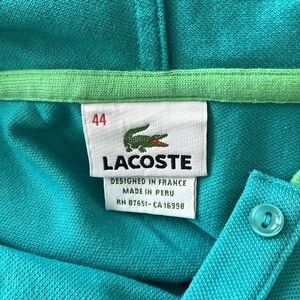 44
LACOSTE
DESIGNED IN FRANCE
MADE IN PERU
RN 87651- CA 16998